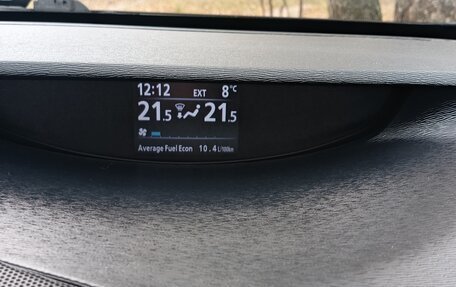 12:12 EXT 8°C
21.5 21.5
Average Fuel Econ 10.4 L/100km